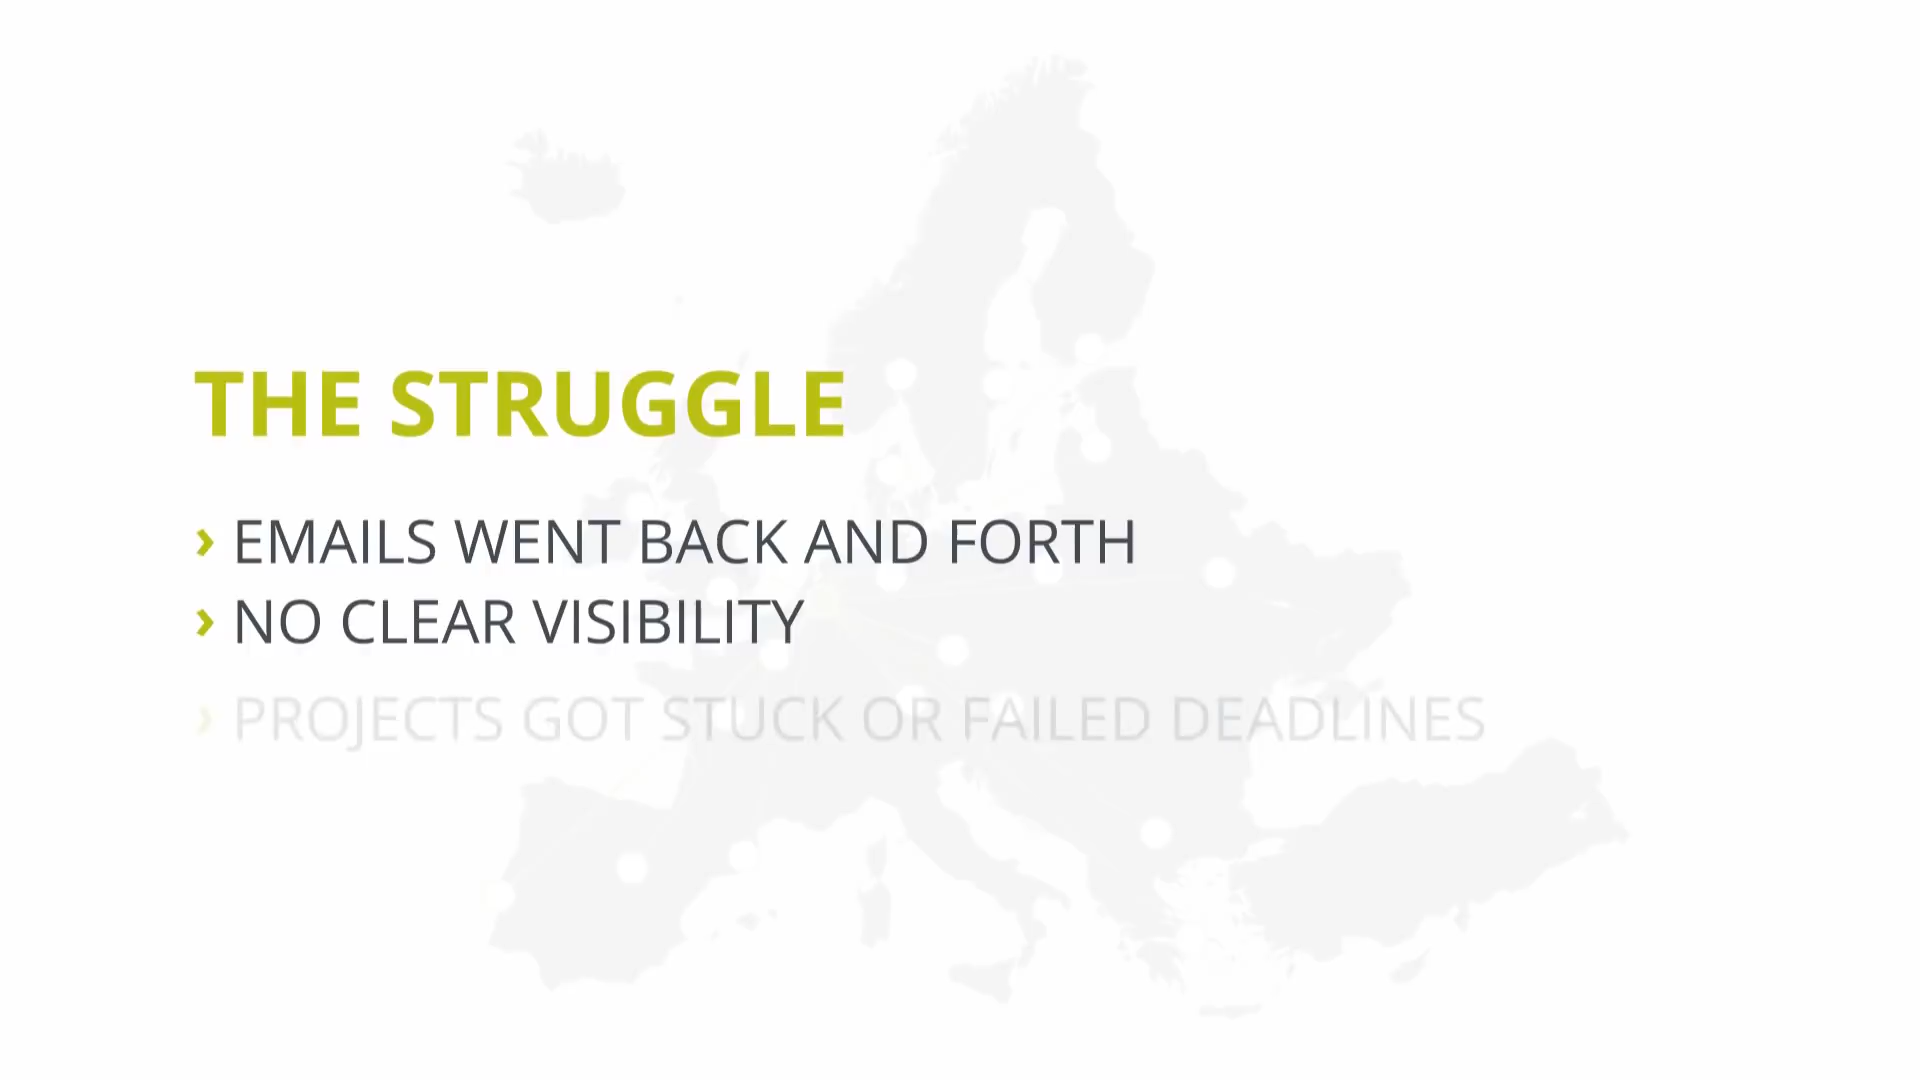 THE STRUGGLE
› EMAILS WENT BACK AND FORTH
› NO CLEAR VISIBILITY
› PROJECTS GOT STUCK OR FAILED DEADLINES